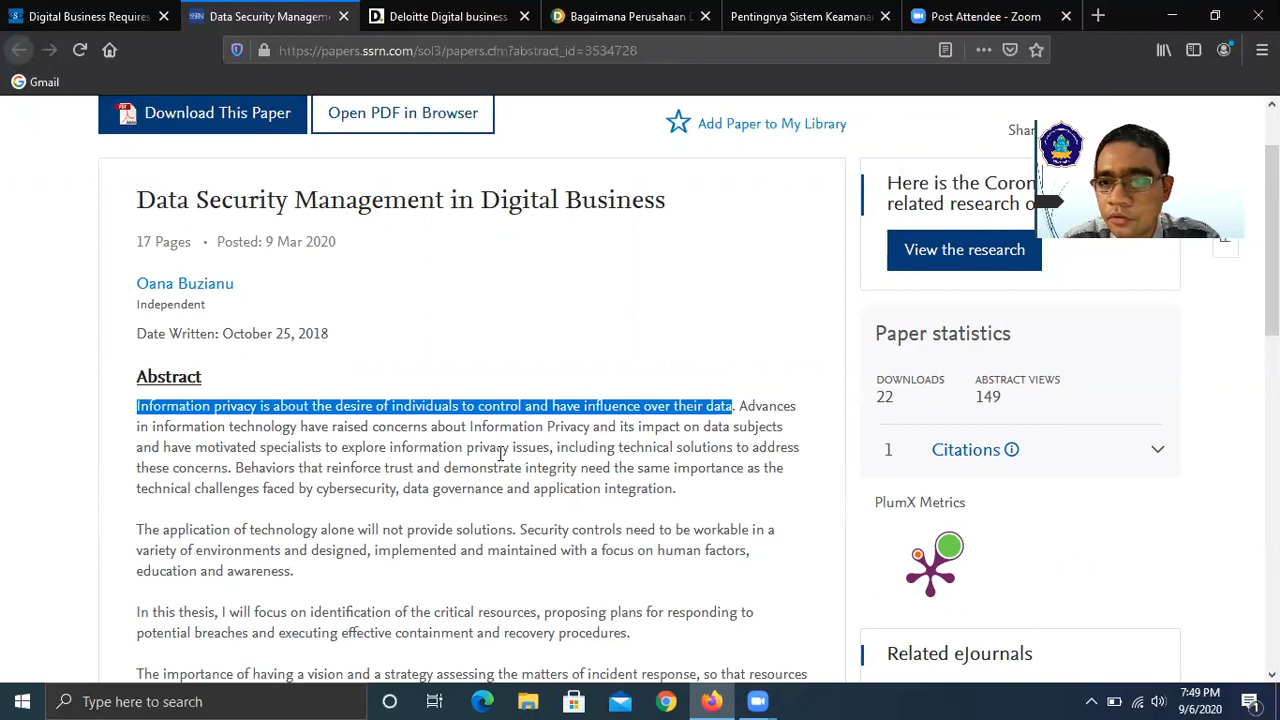 Digital Business Requires
Data Security Management
Deloitte Digital business
Bagaimana Perusahaan
Pentingnya Sistem Keamanan
Post Attendee - Zoom
https://papers.ssrn.com/sol3/papers.cfm?abstract_id=3534728
Gmail
Download This Paper
Open PDF in Browser
Add Paper to My Library
Shar
Data Security Management in Digital Business
17 Pages • Posted: 9 Mar 2020
Oana Buzianu
Independent
Date Written: October 25, 2018
Abstract
Information privacy is about the desire of individuals to control and have influence over their data. Advances
in information technology have raised concerns about Information Privacy and its impact on data subjects
and have motivated specialists to explore information privacy issues, including technical solutions to address
these concerns. Behaviors that reinforce trust and demonstrate integrity need the same importance as the
technical challenges faced by cybersecurity, data governance and application integration.
The application of technology alone will not provide solutions. Security controls need to be workable in a
variety of environments and designed, implemented and maintained with a focus on human factors,
education and awareness.
In this thesis, I will focus on identification of the critical resources, proposing plans for responding to
potential breaches and executing effective containment and recovery procedures.
The importance of having a vision and a strategy assessing the matters of incident response, so that resources
Here is the Coron
related research o
View the research
Paper statistics
DOWNLOADS
22
ABSTRACT VIEWS
149
1 Citations
PlumX Metrics
Related eJournals
Type here to search
7:49 PM
9/6/2020